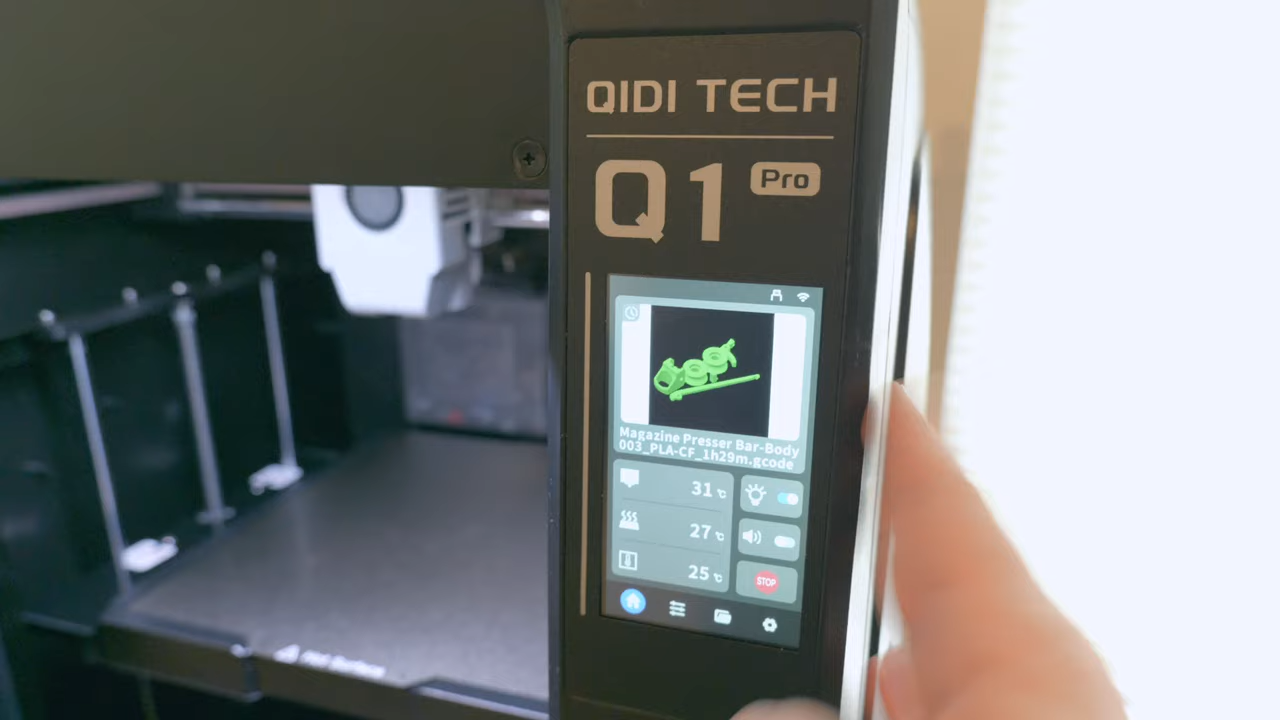 QIDI TECH
Q1 Pro
Magazine Presser Bar-Body
003_PLA-CF_1h29m.gcode
31℃
27℃
25℃
STOP